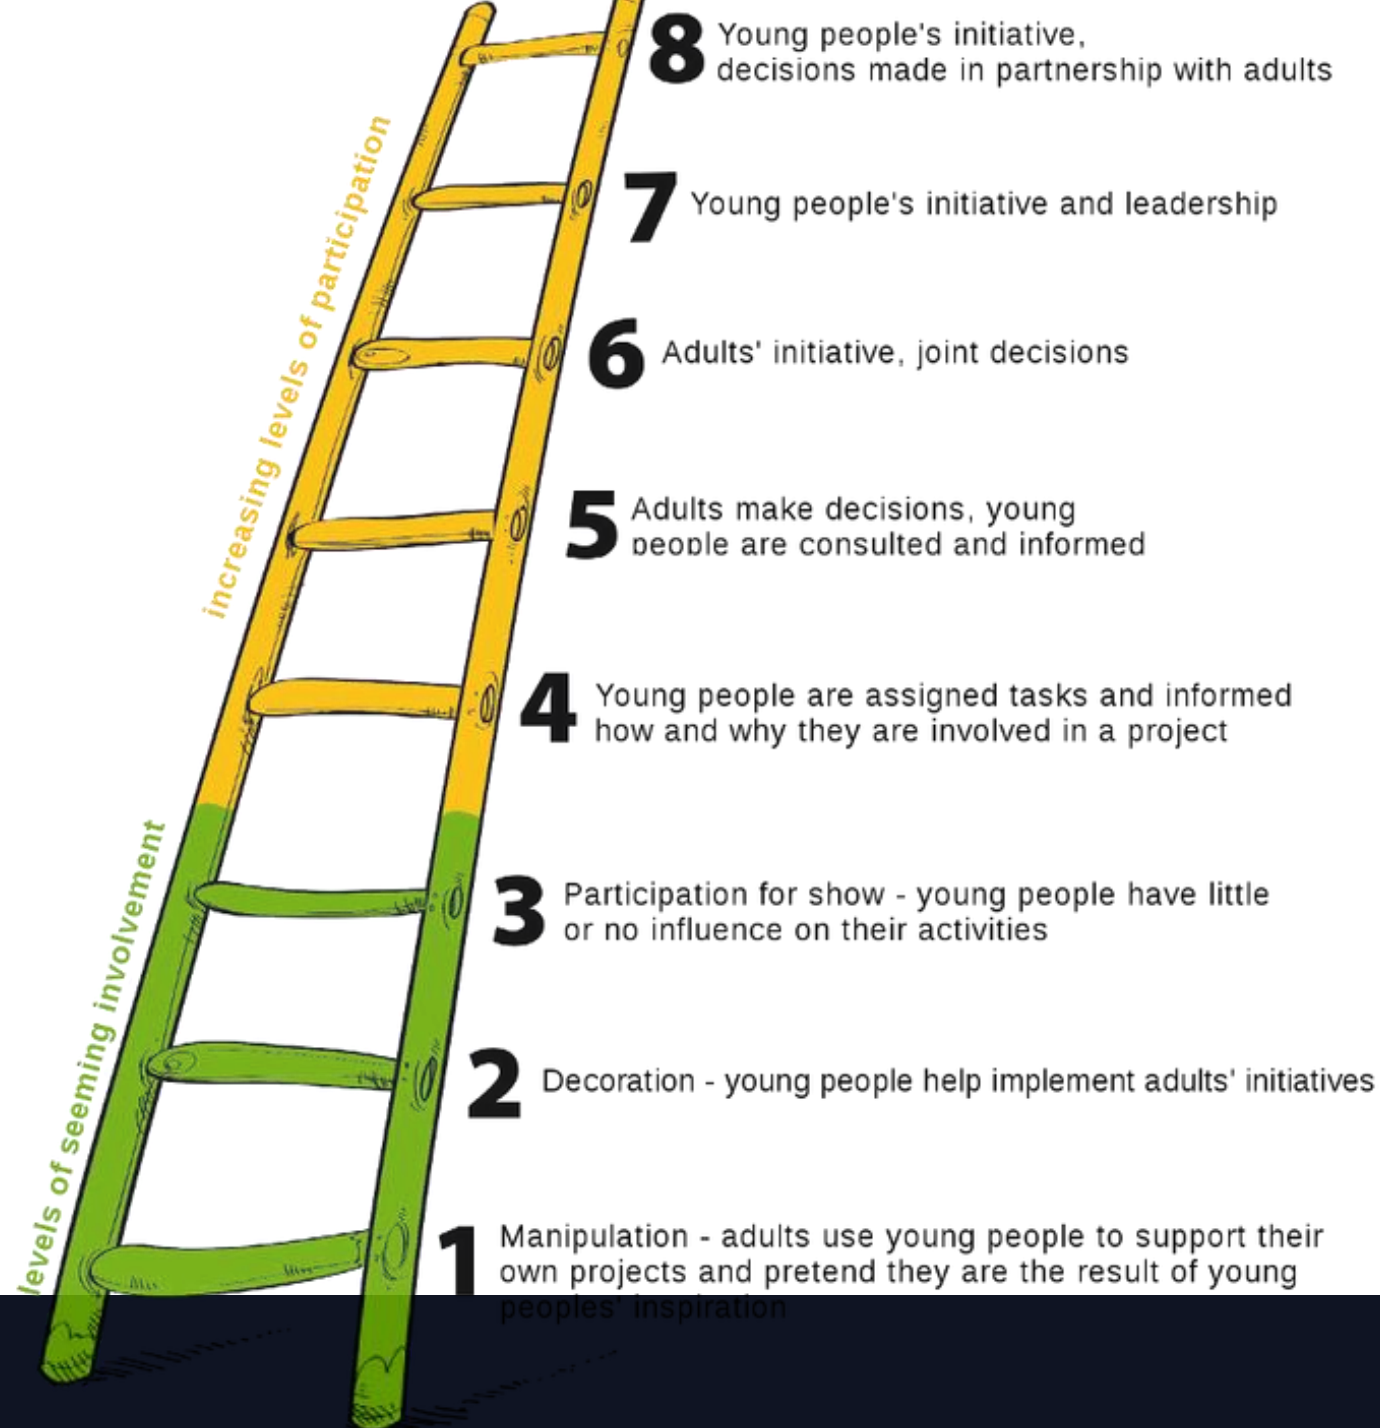 8 Young people's initiative,
decisions made in partnership with adults
7 Young people's initiative and leadership
6 Adults' initiative, joint decisions
5 Adults make decisions, young
people are consulted and informed
4 Young people are assigned tasks and informed
how and why they are involved in a project
3 Participation for show - young people have little
or no influence on their activities
2 Decoration - young people help implement adults' initiatives
1 Manipulation - adults use young people to support their
own projects and pretend they are the result of young
peoples' inspiration
increasing levels of participation
levels of seeming involvement